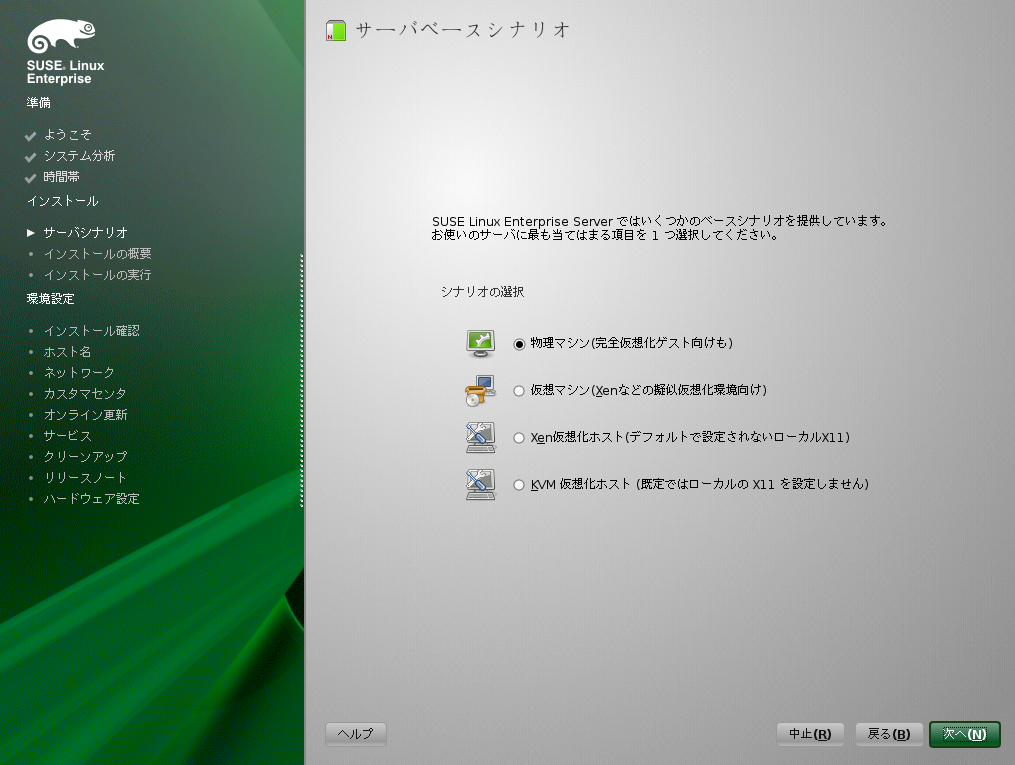 SUSE Linux
Enterprise
準備
ようこそ
システム分析
時間帯
インストール
サーバシナリオ
インストールの概要
インストールの実行
環境設定
インストール確認
ホスト名
ネットワーク
カスタマセンタ
オンライン更新
サービス
クリーンアップ
リリースノート
ハードウェア設定
サーバベースシナリオ
SUSE Linux Enterprise Server ではいくつかのベースシナリオを提供しています。
お使いのサーバに最も当てはまる項目を 1 つ選択してください。
シナリオの選択
物理マシン(完全仮想化ゲスト向けも)
仮想マシン(Xenなどの擬似仮想化環境向け)
Xen仮想化ホスト(デフォルトで設定されないローカルX11)
KVM 仮想化ホスト (既定ではローカルの X11 を設定しません)
ヘルプ
中止(R)
戻る(B)
次へ(N)